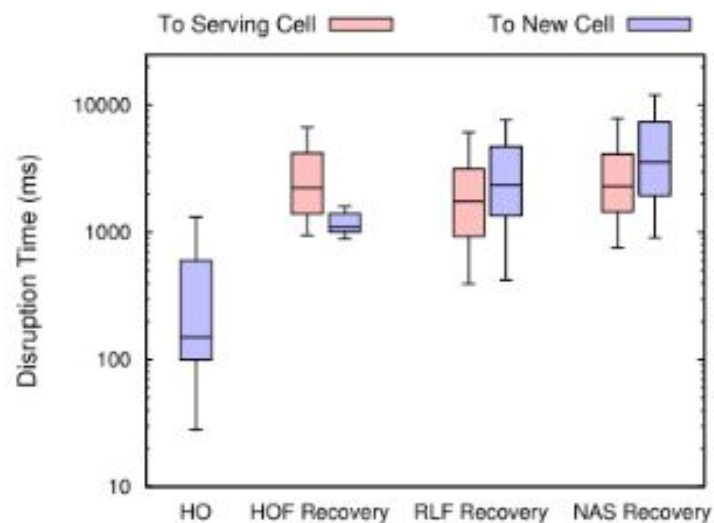 To Serving Cell
To New Cell
Disruption Time (ms)
10000
1000
100
10
HO
HOF Recovery
RLF Recovery
NAS Recovery